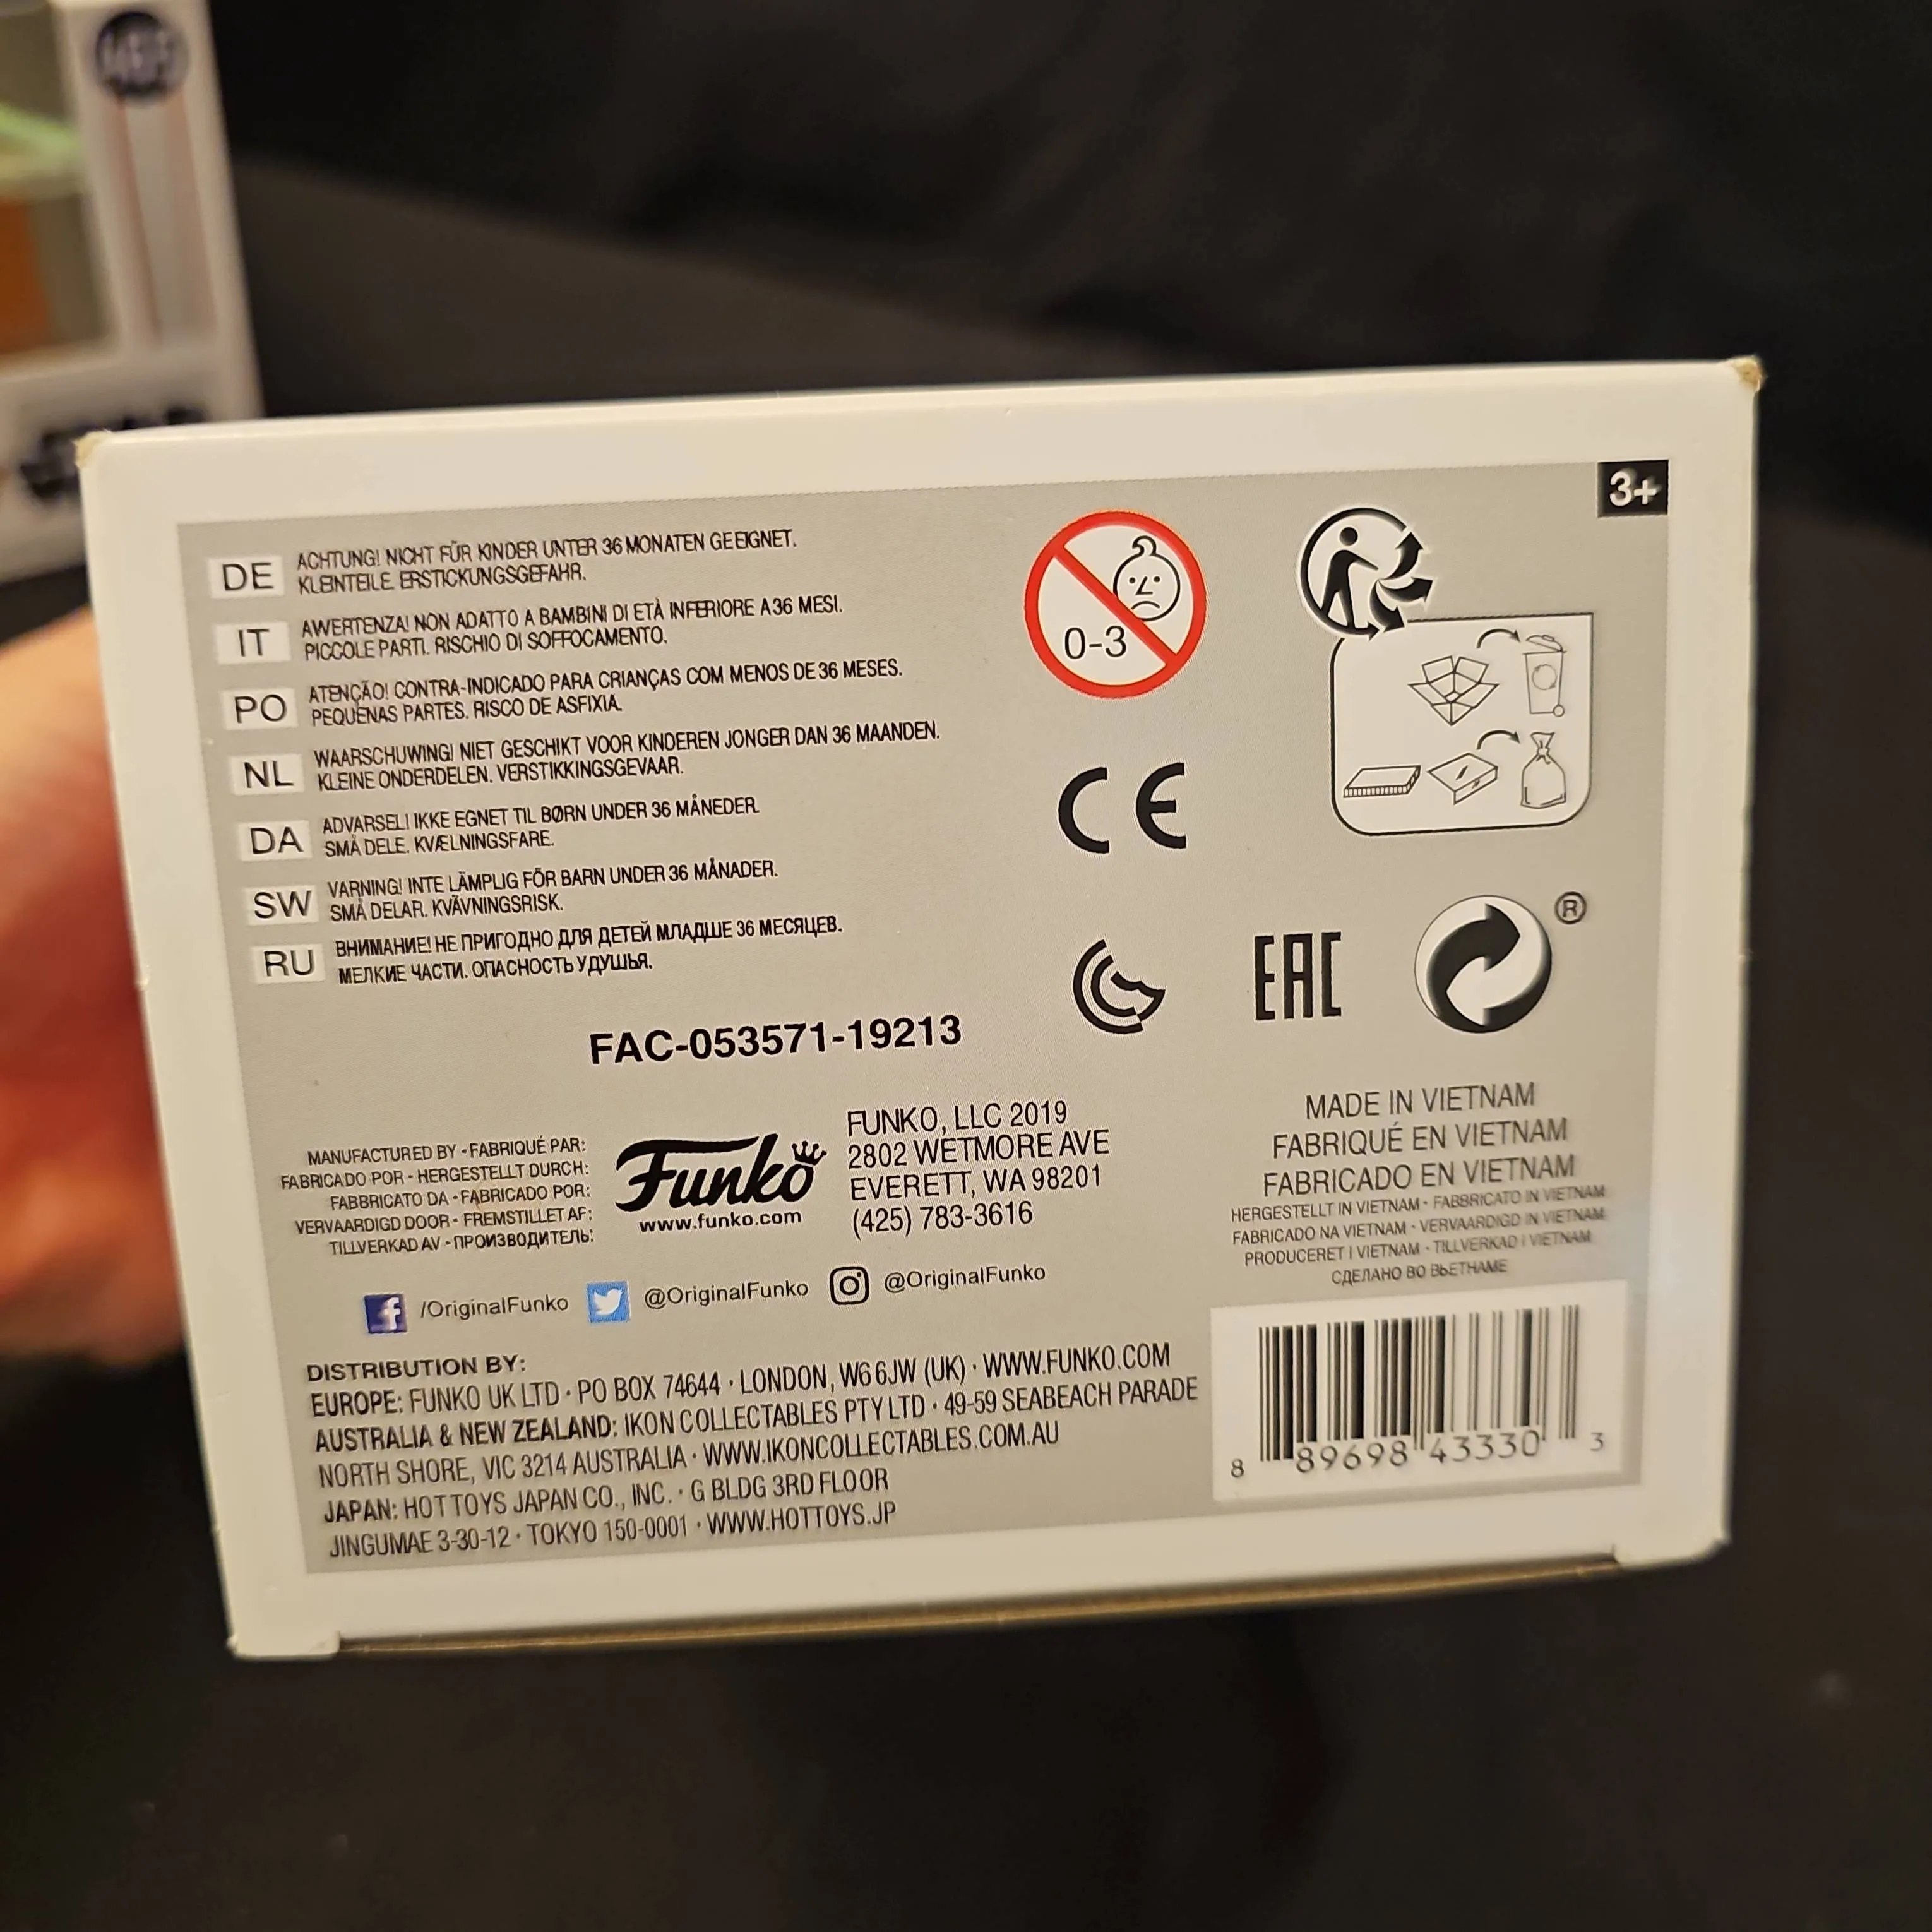 3+
DE
ACHTUNG! NICHT FÜR KINDER UNTER 36 MONATEN GEEIGNET.
KLEINTEILE. ERSTICKUNGSGEFAHR.
IT
AWERTENZA! NON ADATTO A BAMBINI DI ETÀ INFERIORE A 36 MESI.
PICCOLE PARTI. RISCHIO DI SOFFOCAMENTO.
PO
ATENÇÃO! CONTRA-INDICADO PARA CRIANÇAS COM MENOS DE 36 MESES.
PEQUENAS PARTES. RISCO DE ASFIXIA.
NL
WAARSCHUWING! NIET GESCHIKT VOOR KINDEREN JONGER DAN 36 MAANDEN.
KLEINE ONDERDELEN. VERSTIKKINGSGEVAAR.
DA
ADVARSEL! IKKE EGNET TIL BØRN UNDER 36 MÅNEDER.
SMÅ DELE. KVÆLNINGSFARE.
SW
VARNING! INTE LÄMPLIG FÖR BARN UNDER 36 MÅNADER.
SMÅ DELAR. KVÄVNINGSRISK.
RU
ВНИМАНИЕ! НЕ ПРИГОДНО ДЛЯ ДЕТЕЙ МЛАДШЕ 36 МЕСЯЦЕВ.
МЕЛКИЕ ЧАСТИ. ОПАСНОСТЬ УДУШЬЯ.
0-3
CE
EAC
®
FAC-053571-19213
MANUFACTURED BY - FABRIQUÉ PAR:
FABRICADO POR - HERGESTELLT DURCH:
FABBRICATO DA - FABRICADO POR:
VERVAARDIGD DOOR - FREMSTILLET AF:
TILLVERKAD AV - ПРОИЗВОДИТЕЛЬ:
Funko
www.funko.com
FUNKO, LLC 2019
2802 WETMORE AVE
EVERETT, WA 98201
(425) 783-3616
MADE IN VIETNAM
FABRIQUÉ EN VIETNAM
FABRICADO EN VIETNAM
HERGESTELLT IN VIETNAM - FABBRICATO IN VIETNAM
FABRICADO NA VIETNAM - VERVAARDIGD IN VIETNAM
PRODUCERET I VIETNAM - TILLVERKAD I VIETNAM
СДЕЛАНО ВО ВЬЕТНАМЕ
/OriginalFunko @OriginalFunko @OriginalFunko
DISTRIBUTION BY:
EUROPE: FUNKO UK LTD · PO BOX 74644 · LONDON, W6 6JW (UK) · WWW.FUNKO.COM
AUSTRALIA & NEW ZEALAND: IKON COLLECTABLES PTY LTD · 49-59 SEABEACH PARADE
NORTH SHORE, VIC 3214 AUSTRALIA · WWW.IKONCOLLECTABLES.COM.AU
JAPAN: HOT TOYS JAPAN CO., INC. · G BLDG 3RD FLOOR
JINGUMAE 3-30-12 · TOKYO 150-0001 · WWW.HOTTOYS.JP
8 89698 43330 3